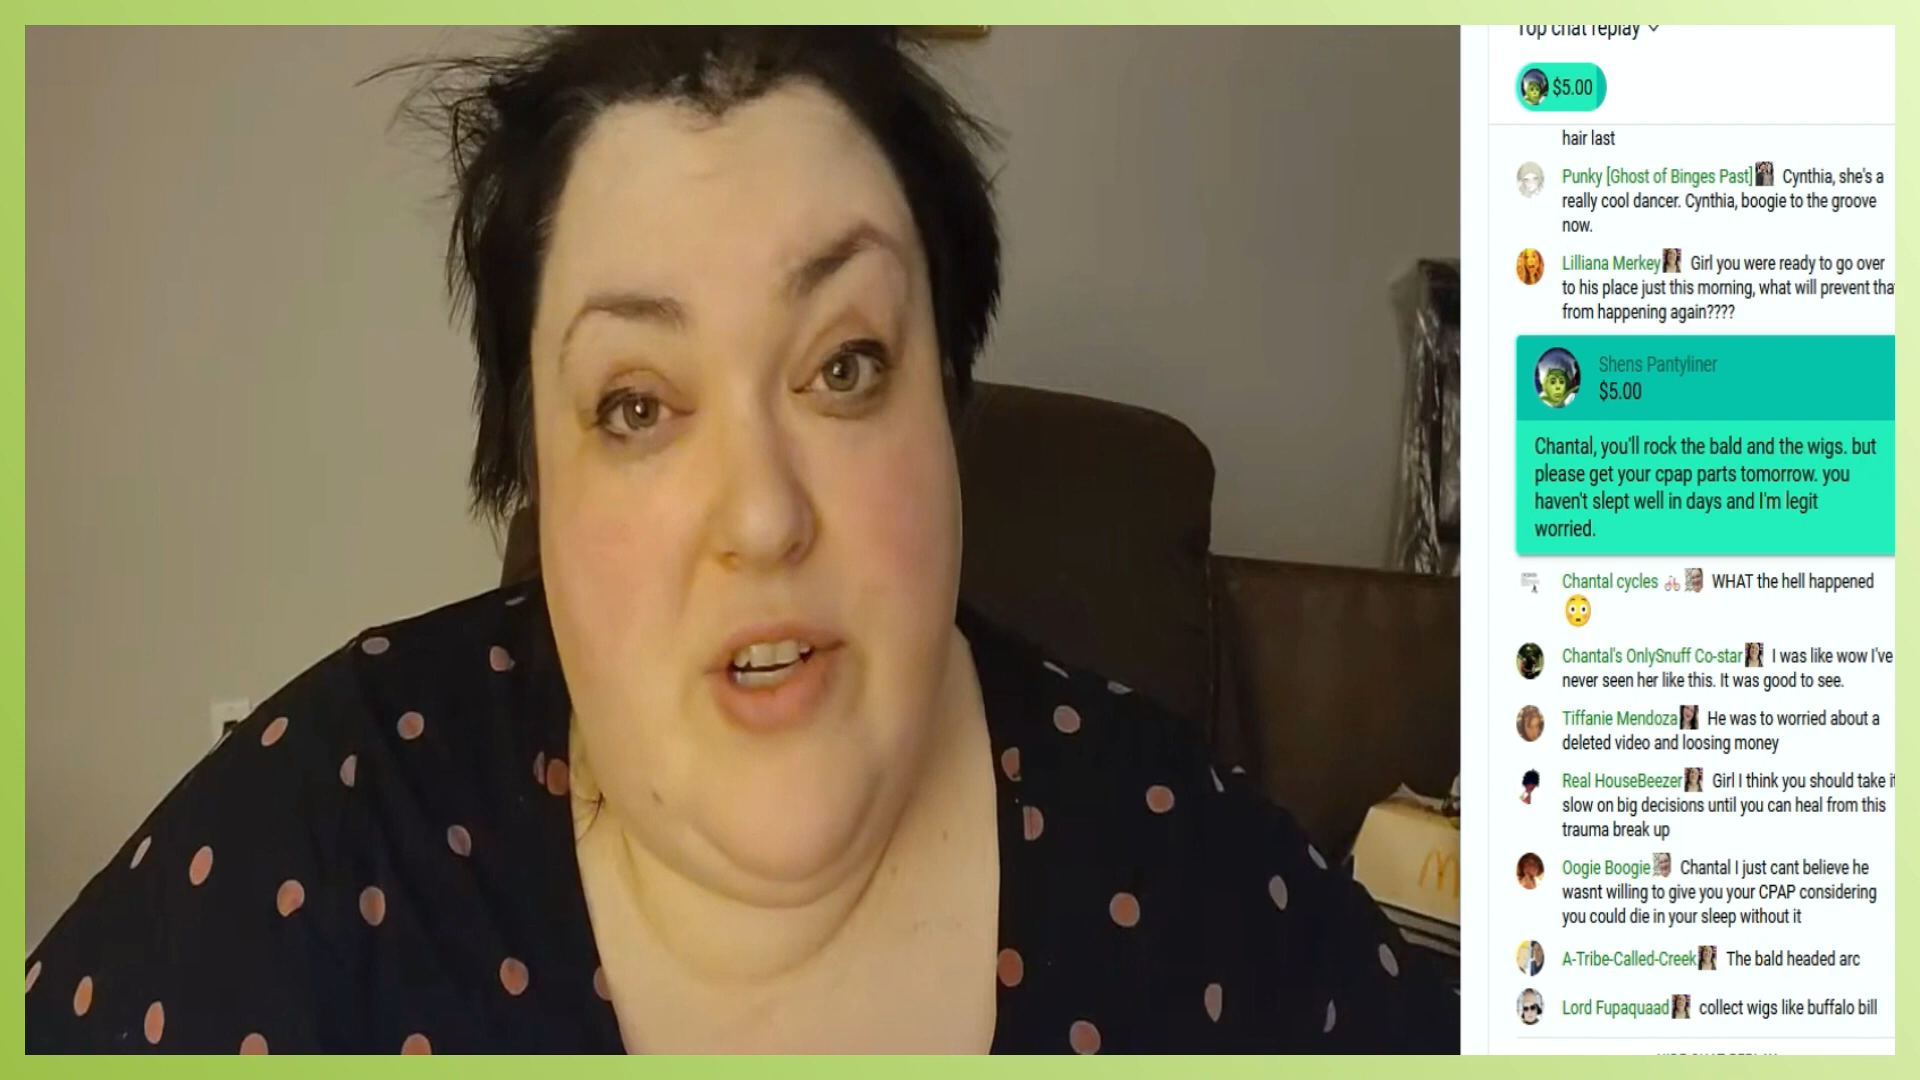 Top chat replay
$5.00
hair last
Punky [Ghost of Binges Past] Cynthia, she's a
really cool dancer. Cynthia, boogie to the groove
now.
Lilliana Merkey Girl you were ready to go over
to his place just this morning, what will prevent tha
from happening again????
Shens Pantyliner
$5.00
Chantal, you'll rock the bald and the wigs. but
please get your cpap parts tomorrow. you
haven't slept well in days and I'm legit
worried.
Chantal cycles 🚲 WHAT the hell happened
😳
Chantal's OnlySnuff Co-star I was like wow I've
never seen her like this. It was good to see.
Tiffanie Mendoza He was to worried about a
deleted video and loosing money
Real HouseBeezer Girl I think you should take it
slow on big decisions until you can heal from this
trauma break up
Oogie Boogie Chantal I just cant believe he
wasnt willing to give you your CPAP considering
you could die in your sleep without it
A-Tribe-Called-Creek The bald headed arc
Lord Fupaquaad collect wigs like buffalo bill